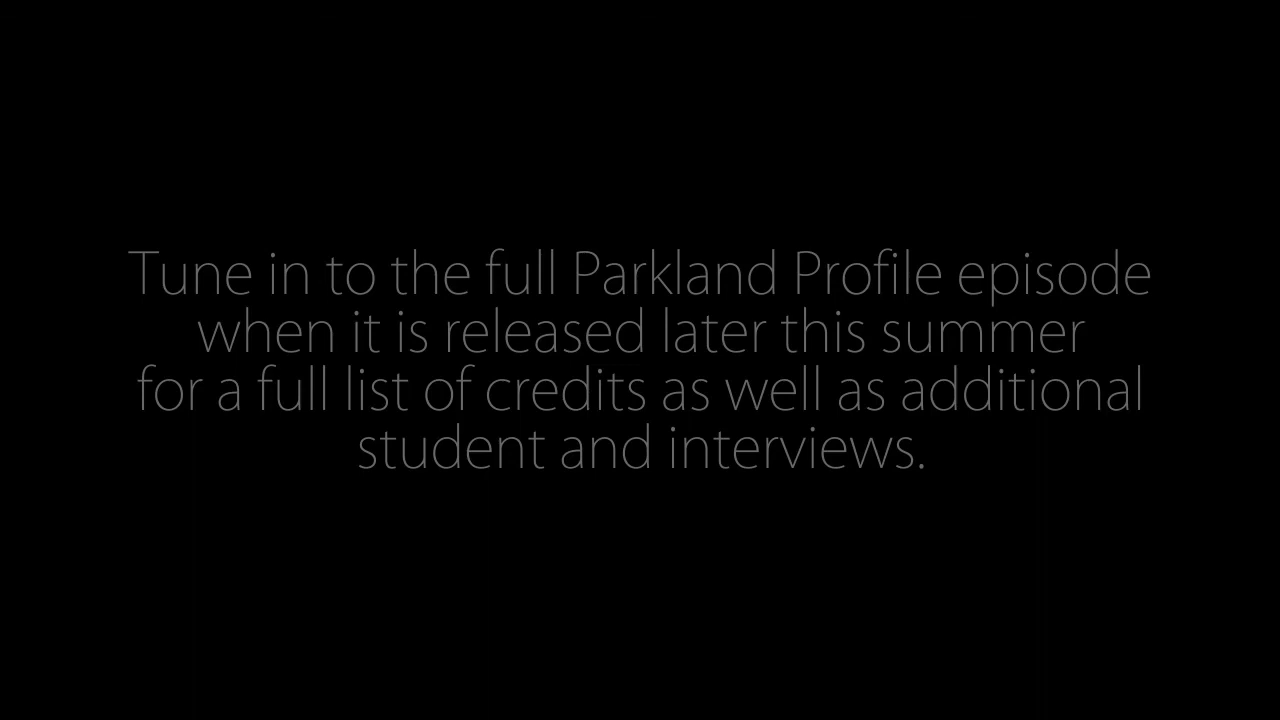 Tune in to the full Parkland Profile episode
when it is released later this summer
for a full list of credits as well as additional
student and interviews.